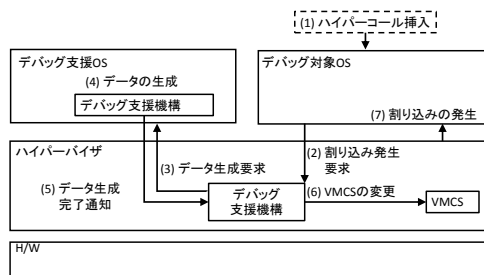 (1) ハイパーコール挿入
デバッグ支援OS
(4) データの生成
デバッグ支援機構
デバッグ対象OS
(7) 割り込みの発生
ハイパーバイザ
(2) 割り込み発生
要求
(3) データ生成要求
(5) データ生成
完了通知
デバッグ
支援機構
(6) VMCSの変更
VMCS
H/W